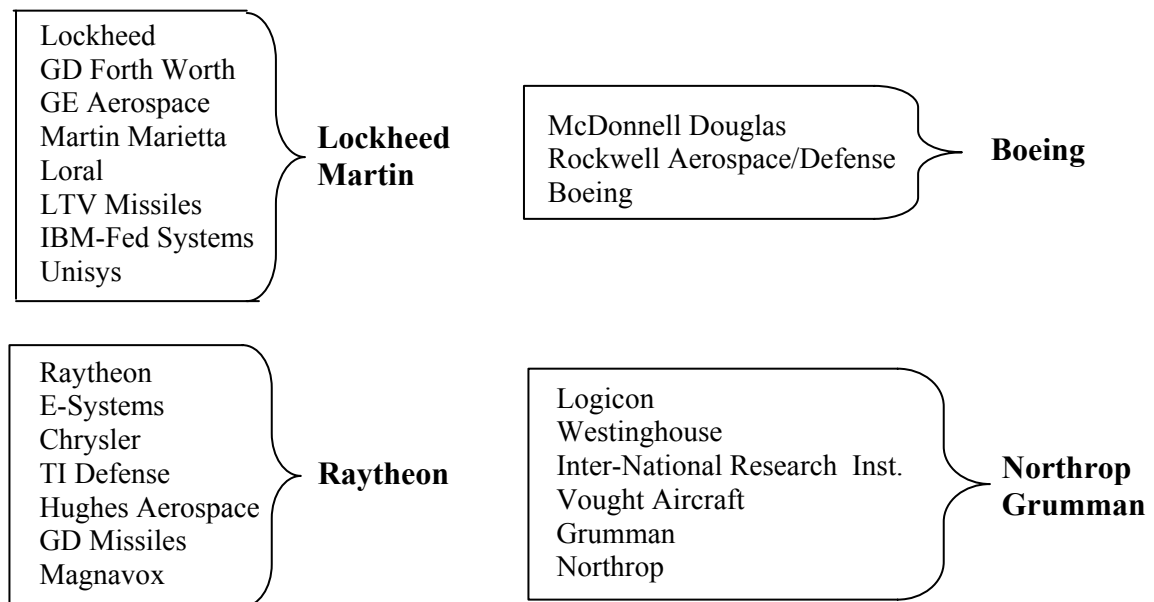 Lockheed
GD Forth Worth
GE Aerospace
Martin Marietta
Loral
LTV Missiles
IBM-Fed Systems
Unisys
Lockheed
Martin
McDonnell Douglas
Rockwell Aerospace/Defense
Boeing
Boeing
Raytheon
E-Systems
Chrysler
TI Defense
Hughes Aerospace
GD Missiles
Magnavox
Raytheon
Logicon
Westinghouse
Inter-National Research Inst.
Vought Aircraft
Grumman
Northrop
Northrop
Grumman